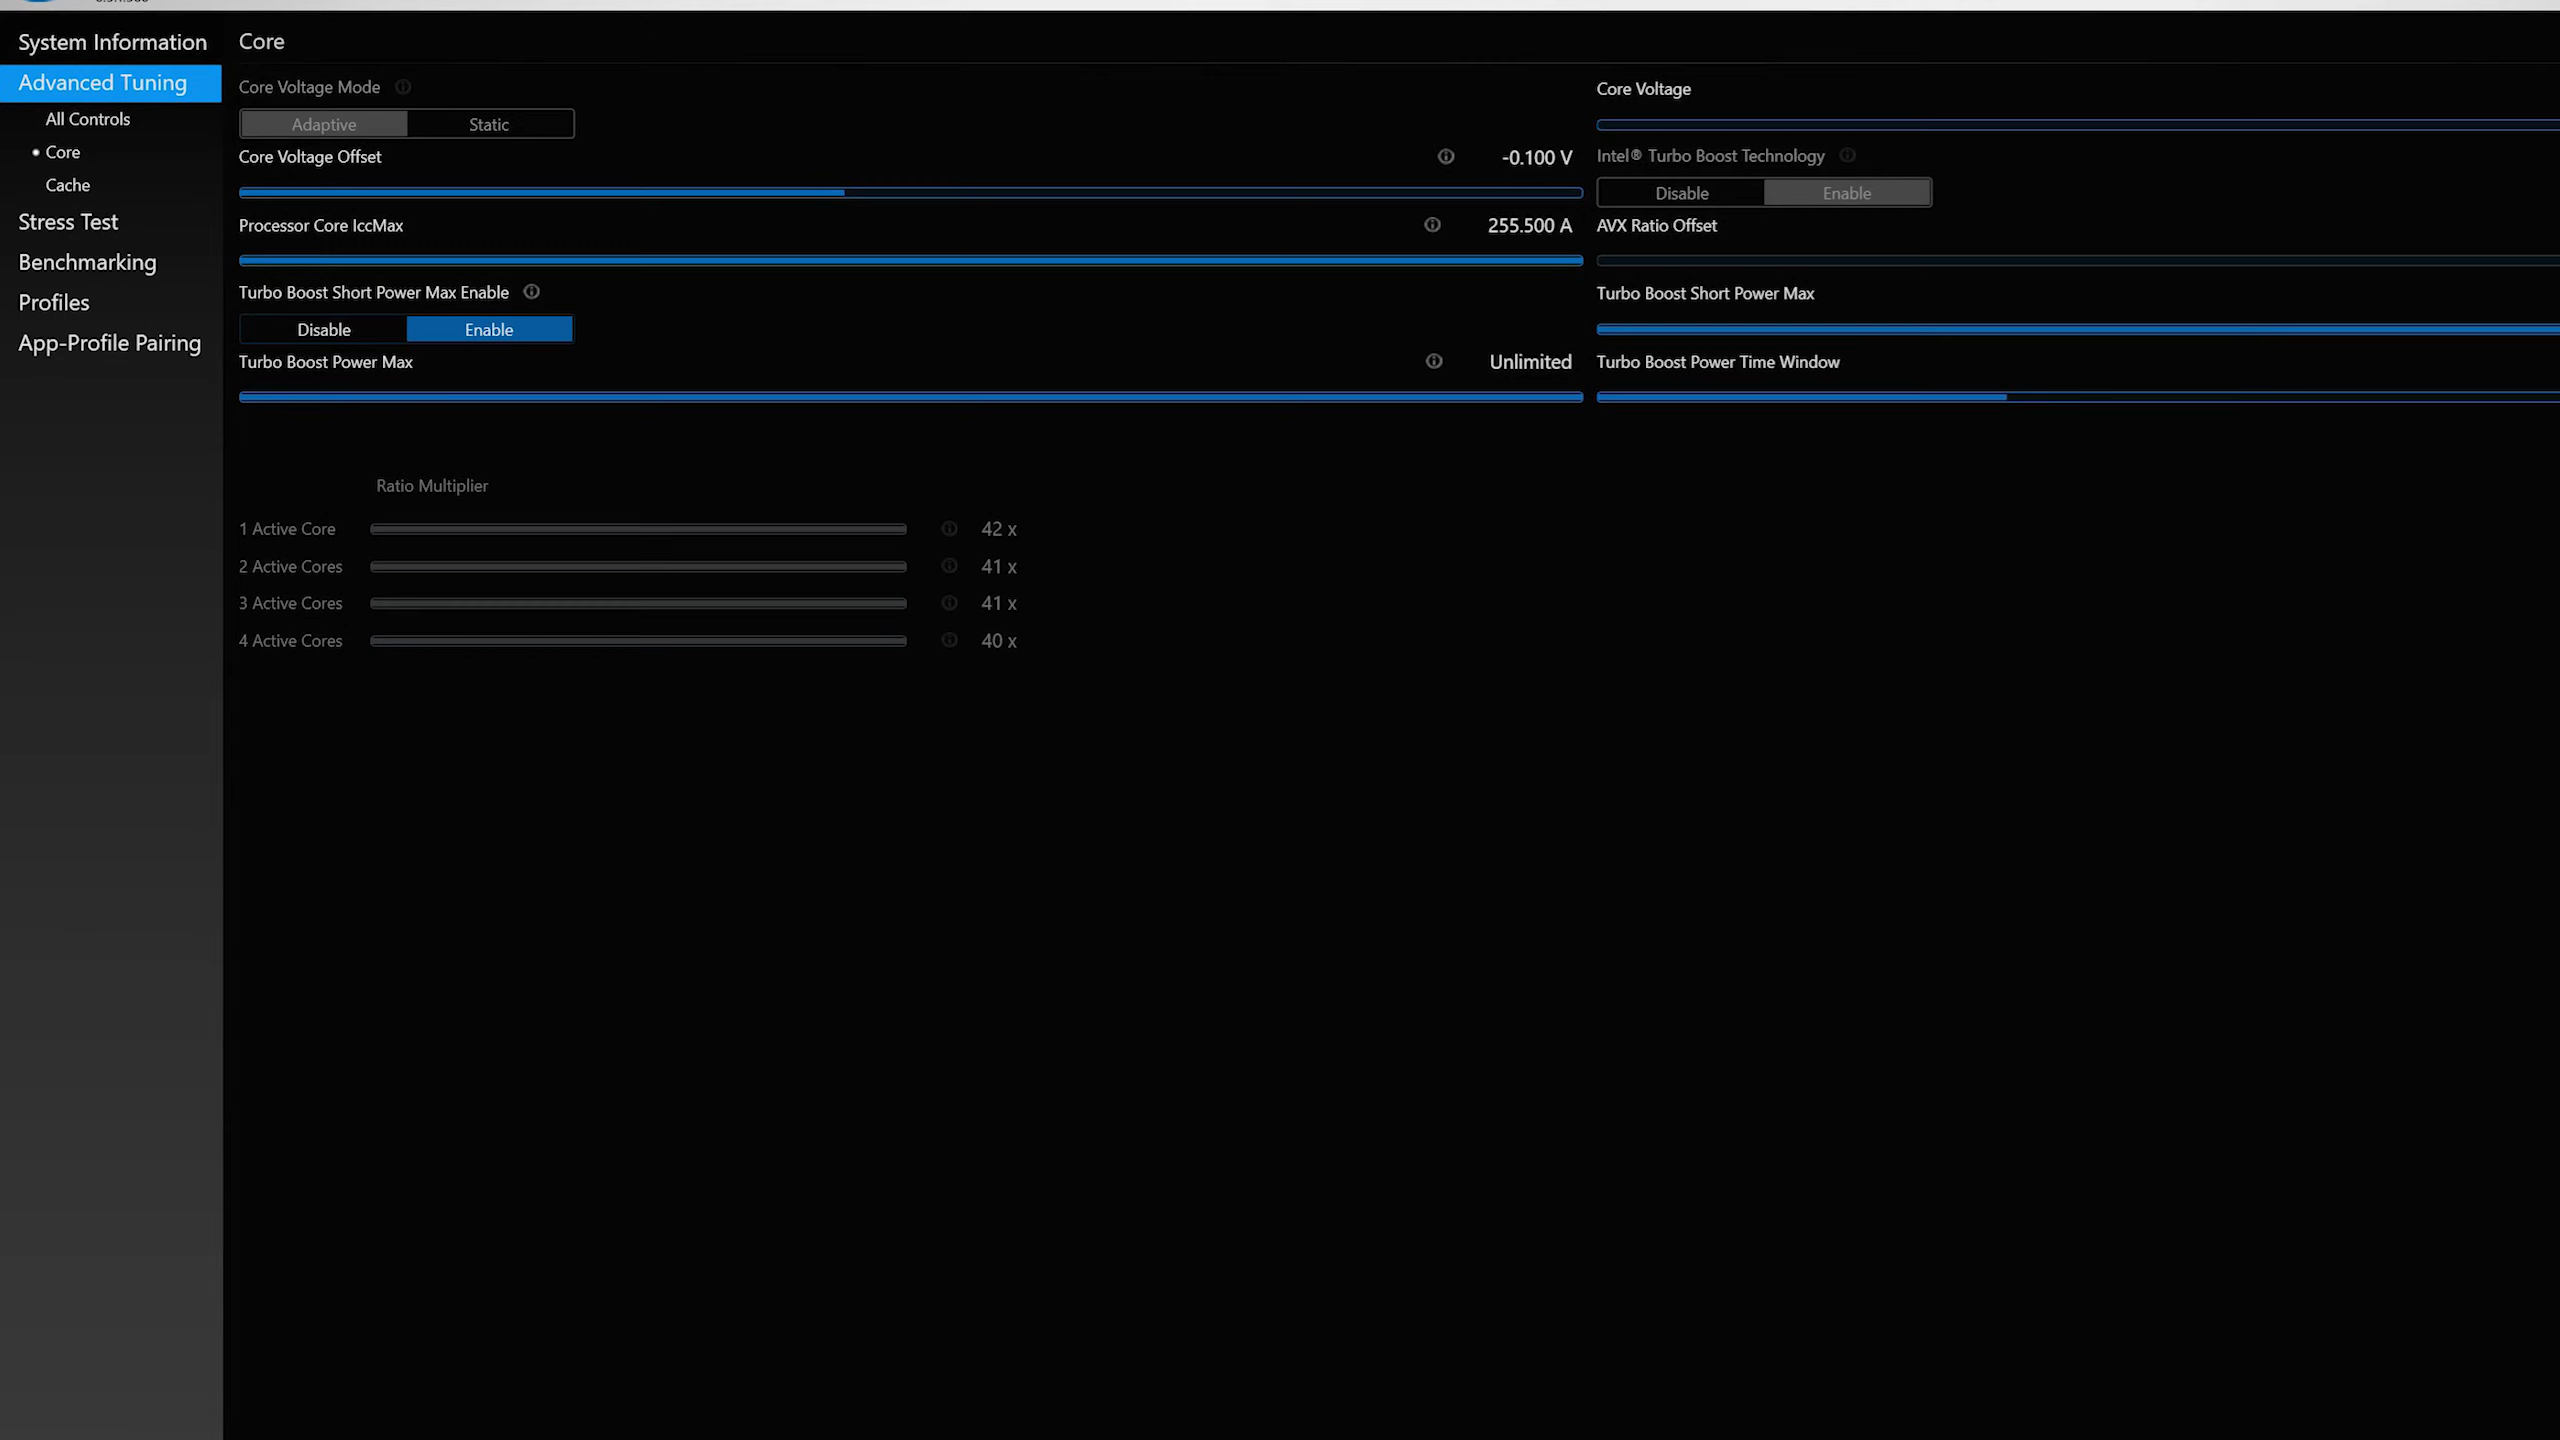 System Information
Advanced Tuning
All Controls
Core
Cache
Stress Test
Benchmarking
Profiles
App-Profile Pairing
Core
Core Voltage Mode
Adaptive Static
Core Voltage Offset -0.100 V
Processor Core IccMax 255.500 A
Turbo Boost Short Power Max Enable
Disable Enable
Turbo Boost Power Max Unlimited
Core Voltage
Intel® Turbo Boost Technology
Disable Enable
AVX Ratio Offset
Turbo Boost Short Power Max
Turbo Boost Power Time Window
Ratio Multiplier
1 Active Core 42 x
2 Active Cores 41 x
3 Active Cores 41 x
4 Active Cores 40 x